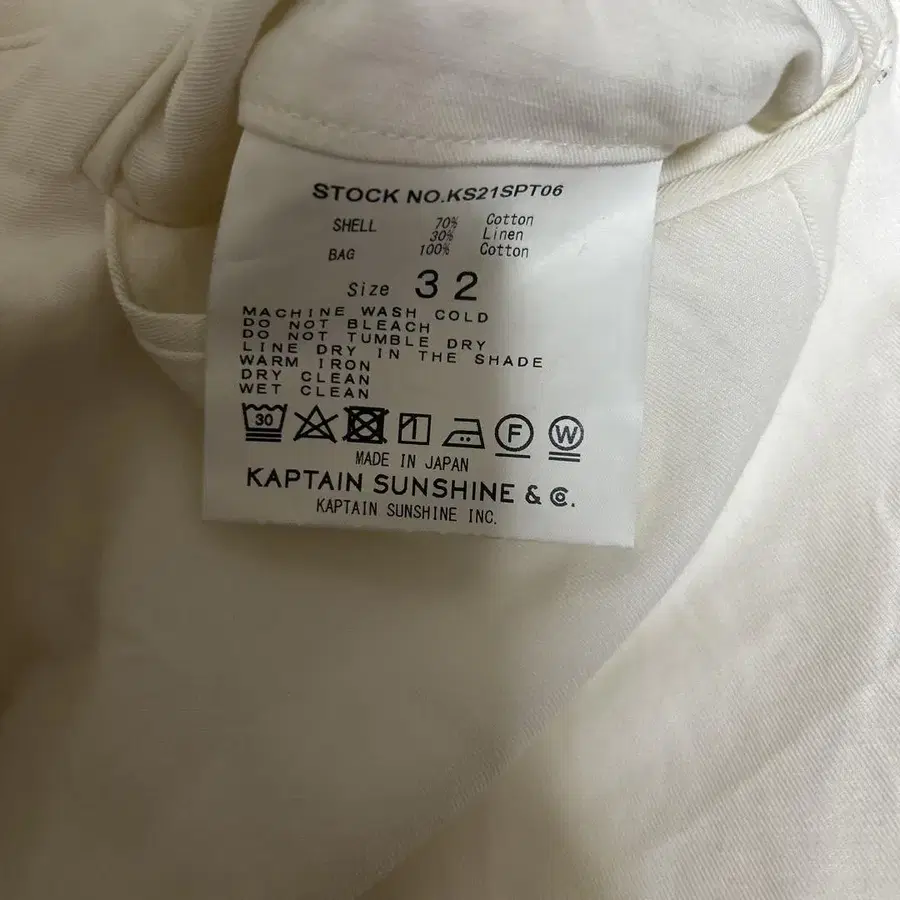 STOCK NO.KS21SPT06
SHELL 70% Cotton
30% Linen
BAG 100% Cotton
Size 32
MACHINE WASH COLD
DO NOT BLEACH
DO NOT TUMBLE DRY
LINE DRY IN THE SHADE
WARM IRON
DRY CLEAN
WET CLEAN
30 F W
MADE IN JAPAN
KAPTAIN SUNSHINE & Co.
KAPTAIN SUNSHINE INC.